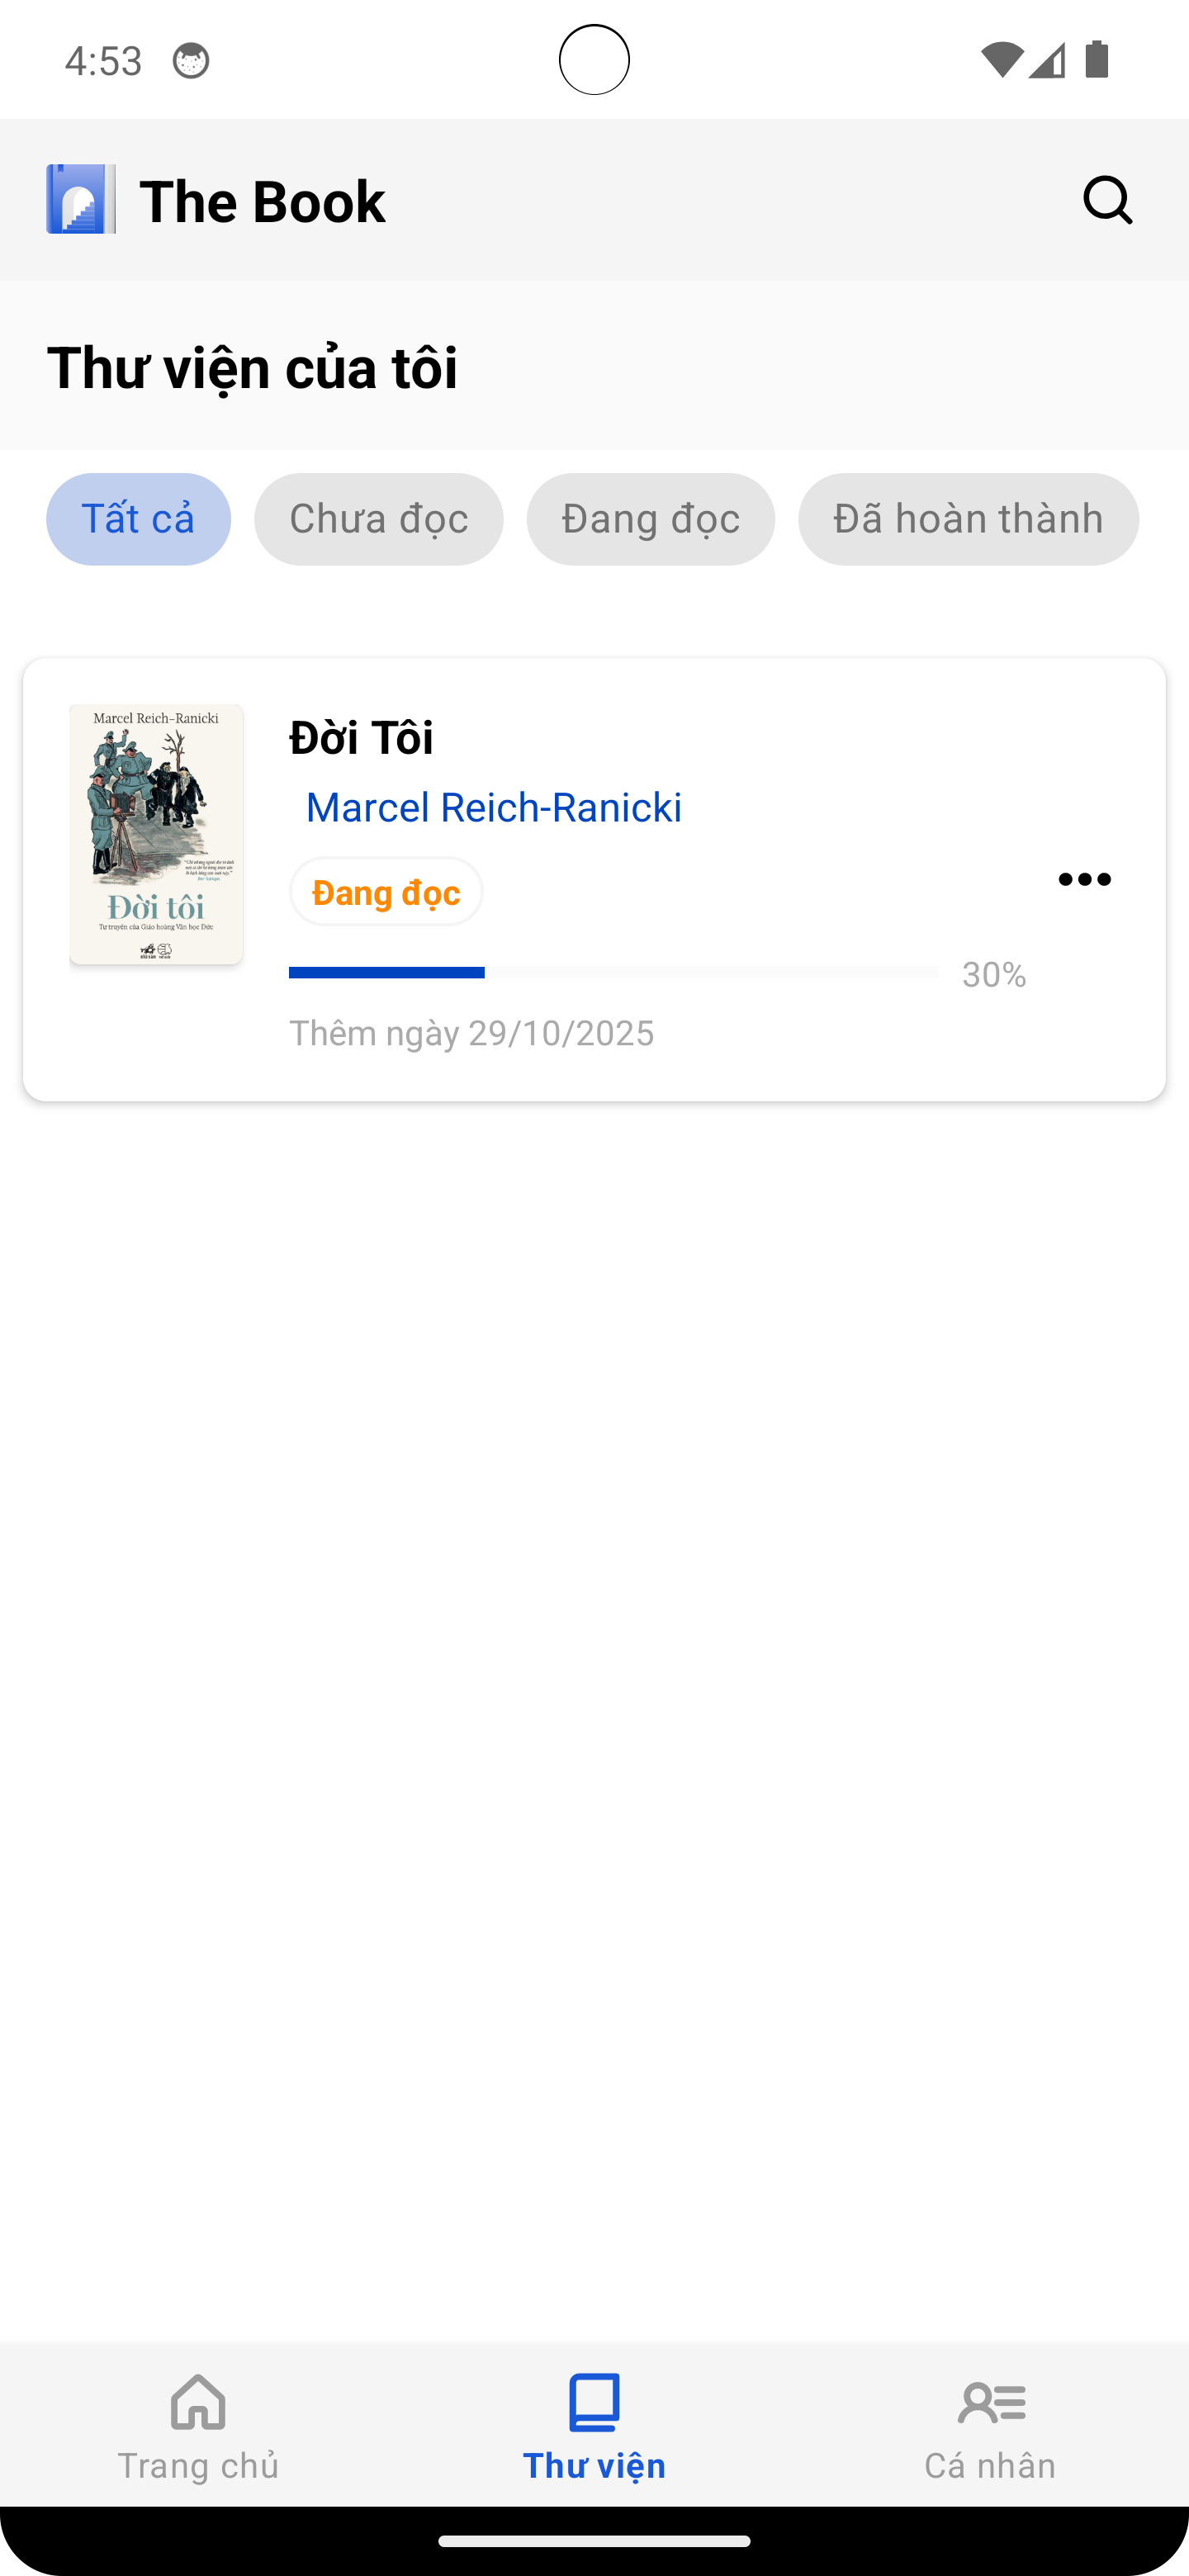 4:53
The Book
Thư viện của tôi
Tất cả
Chưa đọc
Đang đọc
Đã hoàn thành
Marcel Reich-Ranicki
Đời tôi
Tự truyện của Giáo hoàng Văn học Đức
Đời Tôi
Marcel Reich-Ranicki
Đang đọc
30%
Thêm ngày 29/10/2025
Trang chủ
Thư viện
Cá nhân